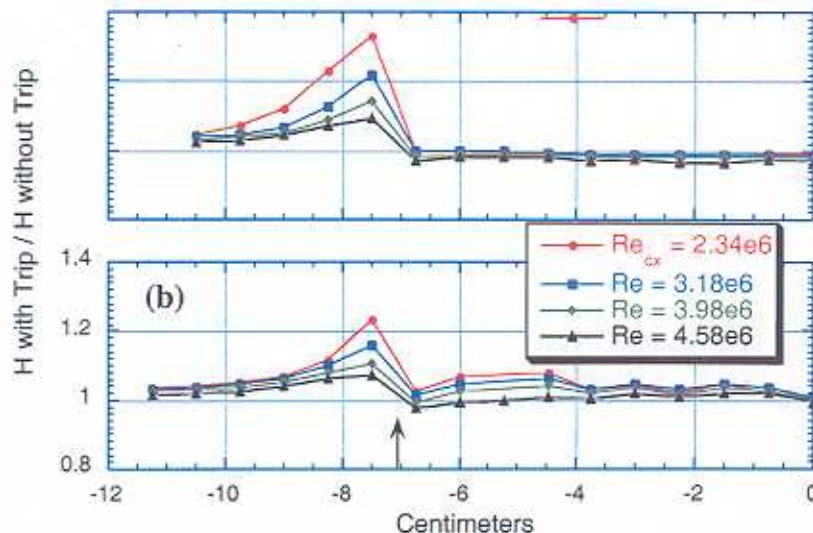 H with Trip / H without Trip
Re_cx = 2.34e6
Re = 3.18e6
Re = 3.98e6
Re = 4.58e6
1.4
(b)
1.2
1
0.8
-12 -10 -8 -6 -4 -2 0
Centimeters